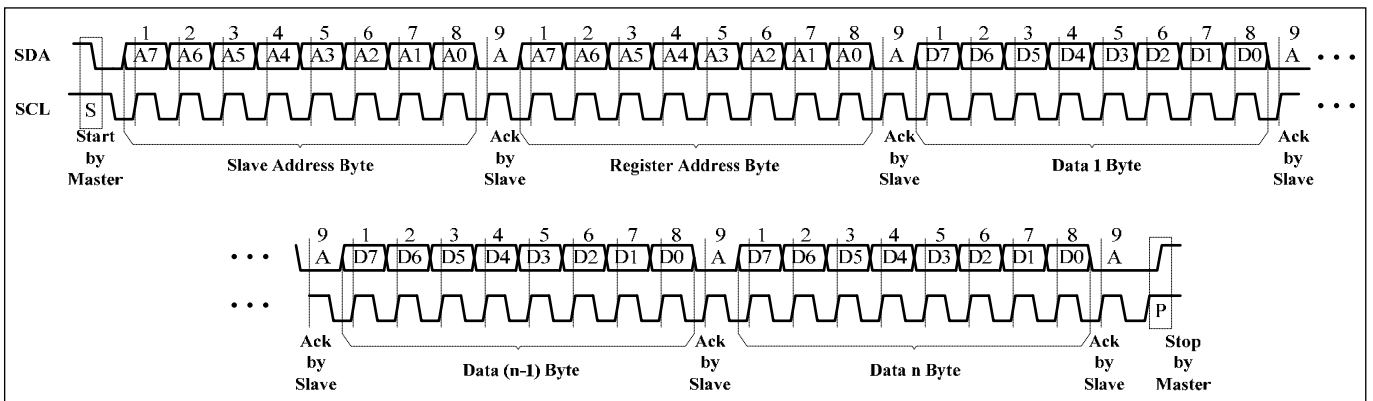 1 2 3 4 5 6 7 8 9 1 2 3 4 5 6 7 8 9 1 2 3 4 5 6 7 8 9
SDA A7 A6 A5 A4 A3 A2 A1 A0 A A7 A6 A5 A4 A3 A2 A1 A0 A D7 D6 D5 D4 D3 D2 D1 D0 A • • •
SCL S • • •
Start by Master
Slave Address Byte
Ack by Slave
Register Address Byte
Ack by Slave
Data 1 Byte
Ack by Slave
9 1 2 3 4 5 6 7 8 9 1 2 3 4 5 6 7 8 9
• • • A D7 D6 D5 D4 D3 D2 D1 D0 A D7 D6 D5 D4 D3 D2 D1 D0 A
• • • P
Ack by Slave
Data (n-1) Byte
Ack by Slave
Data n Byte
Ack by Slave
Stop by Master